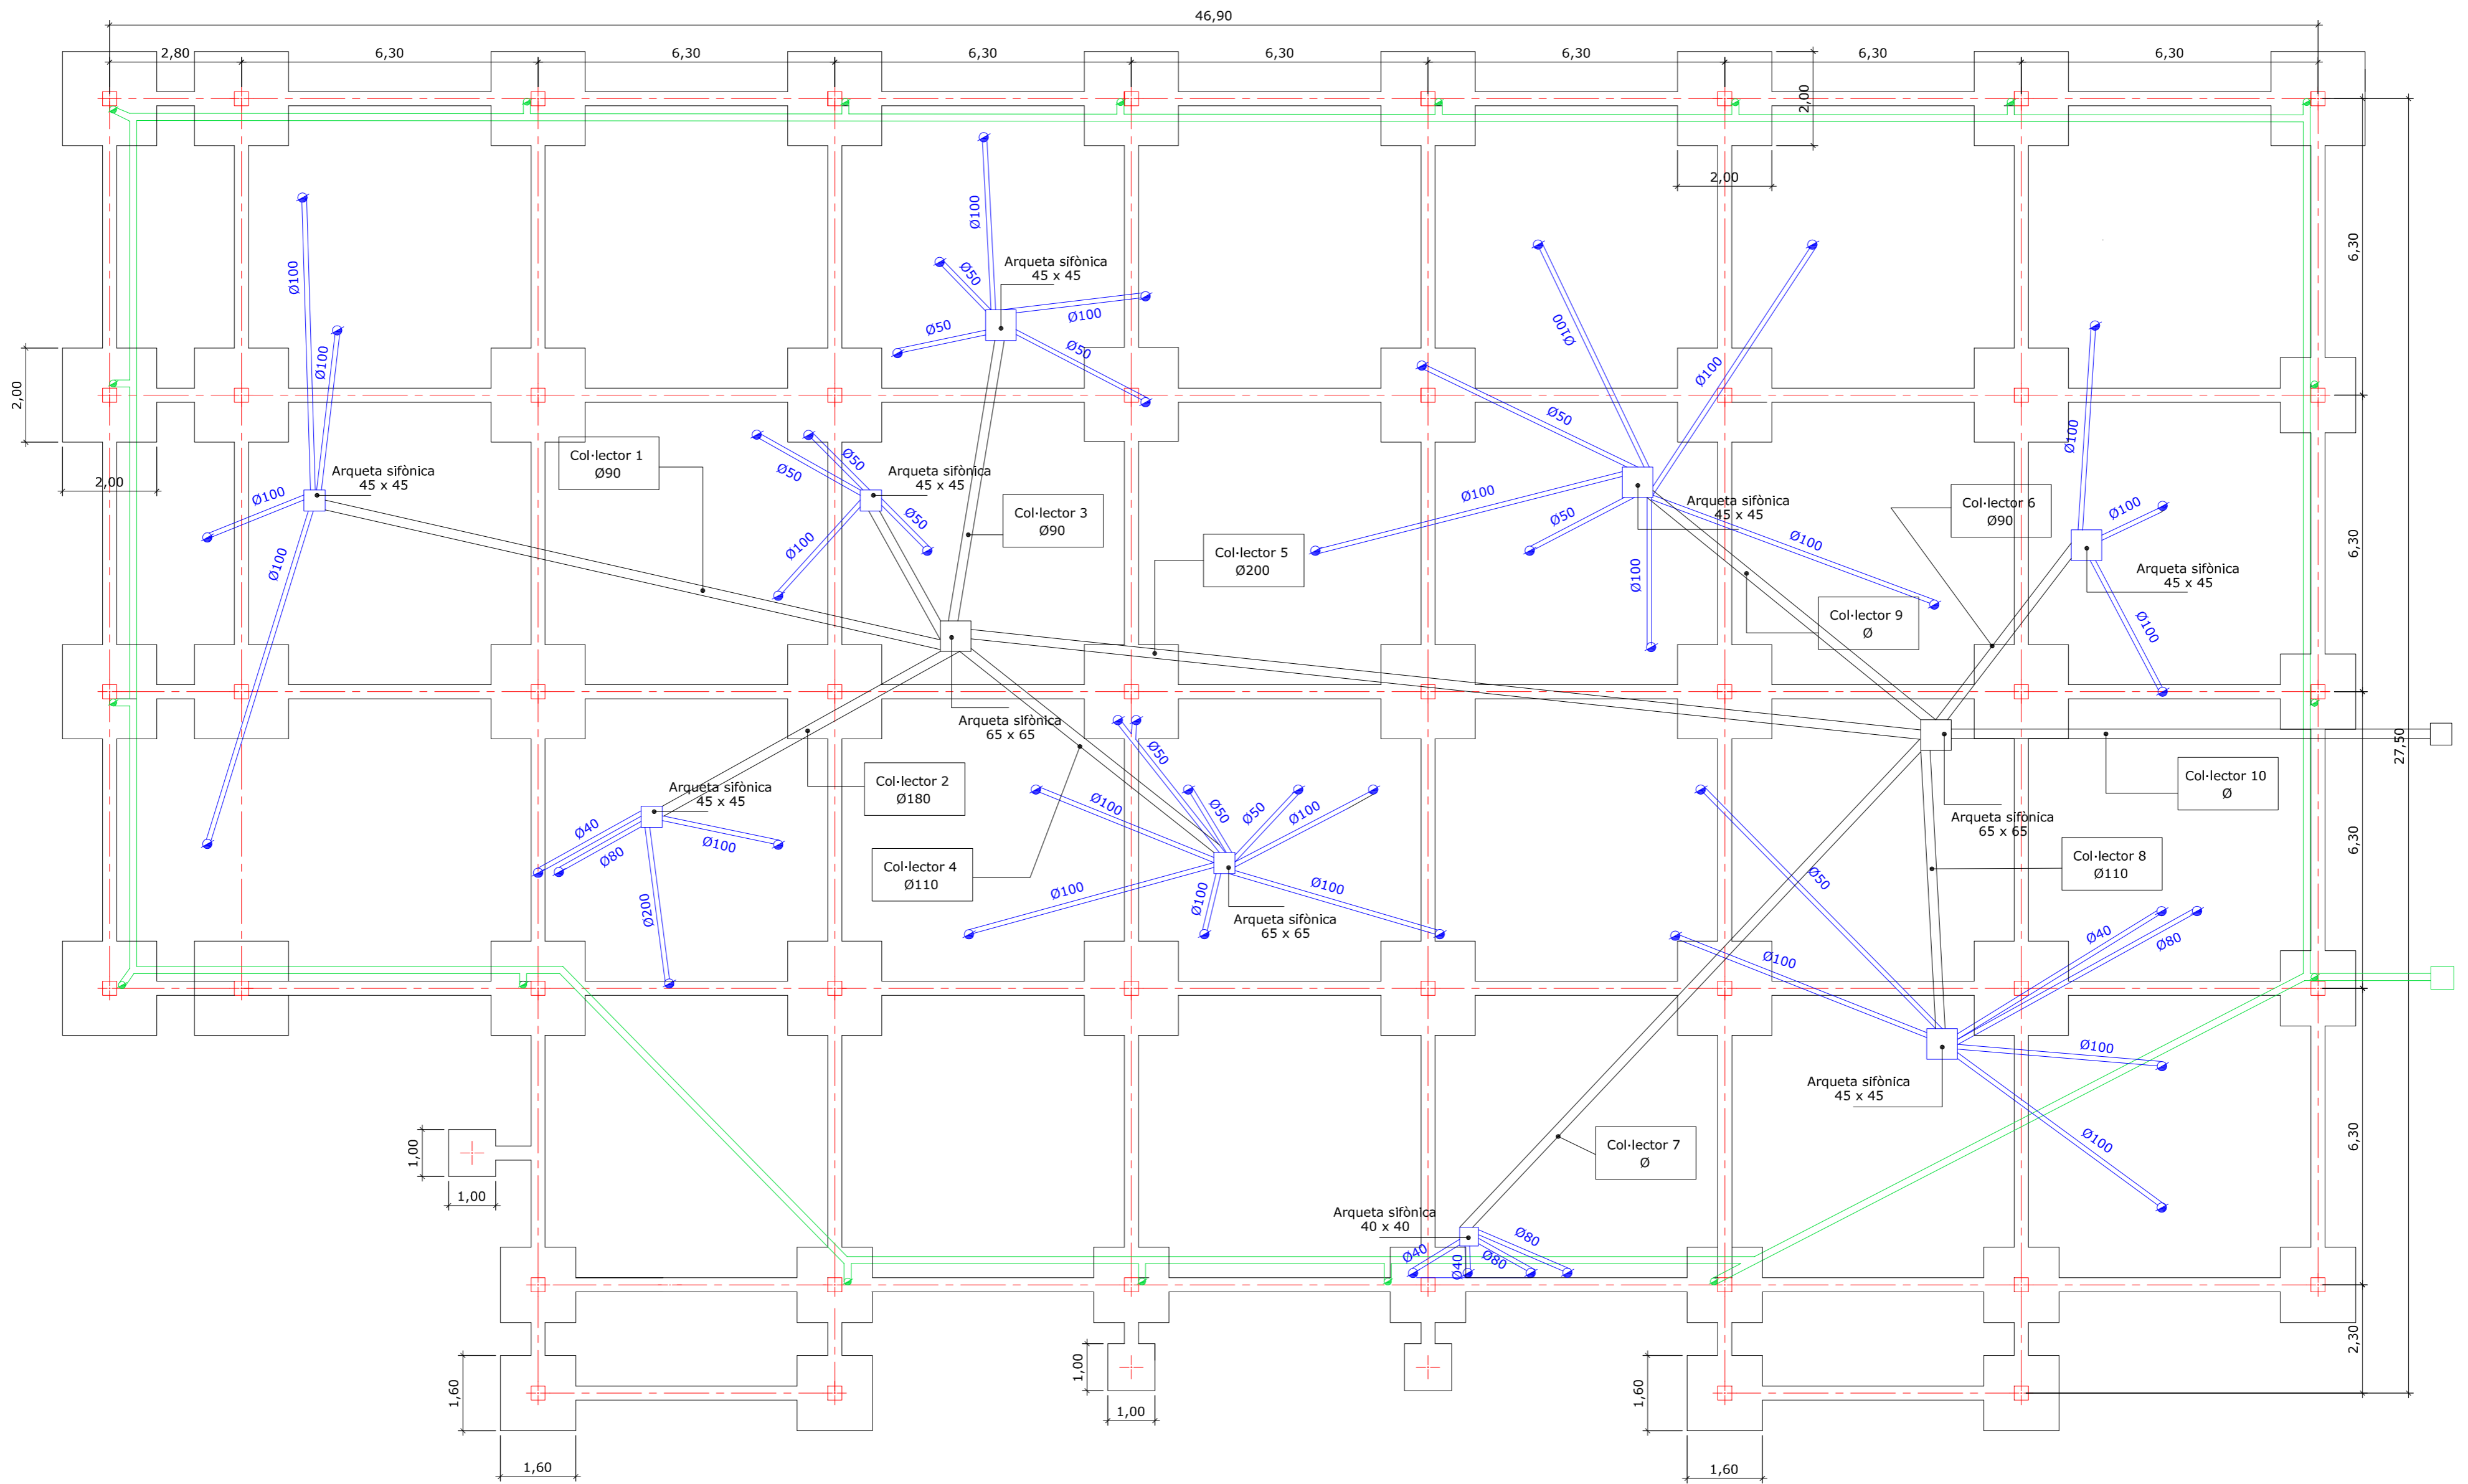 46,90
2,80
6,30
6,30
6,30
6,30
6,30
6,30
6,30
2,00
2,00
6,30
Ø100
Ø100
Arqueta sifònica
45 x 45
Ø50
Ø100
Ø50
Ø100
Ø50
Ø100
Ø100
Ø100
2,00
2,00
Ø50
Ø100
Col·lector 1
Ø90
Arqueta sifònica
45 x 45
Ø100
Ø100
Ø50
Ø50
Arqueta sifònica
45 x 45
Ø50
Ø100
Col·lector 3
Ø90
Ø100
Ø50
Arqueta sifònica
45 x 45
Ø100
Ø100
Col·lector 6
Ø90
Ø100
6,30
Col·lector 5
Ø200
Arqueta sifònica
45 x 45
Col·lector 9
Ø
Ø100
Arqueta sifònica
65 x 65
Ø50
27,50
Col·lector 2
Ø180
Arqueta sifònica
45 x 45
Col·lector 10
Ø
Ø100
Ø50
Ø50
Ø100
Arqueta sifònica
65 x 65
6,30
Ø40
Ø80
Ø100
Ø200
Col·lector 4
Ø110
Ø100
Ø100
Ø100
Arqueta sifònica
65 x 65
Col·lector 8
Ø110
Ø50
Ø100
Ø40
Ø80
Ø100
Arqueta sifònica
45 x 45
Ø100
6,30
1,00
1,00
Col·lector 7
Ø
Arqueta sifònica
40 x 40
Ø40
Ø40
Ø80
Ø80
2,30
1,60
1,60
1,00
1,00
1,60
1,60